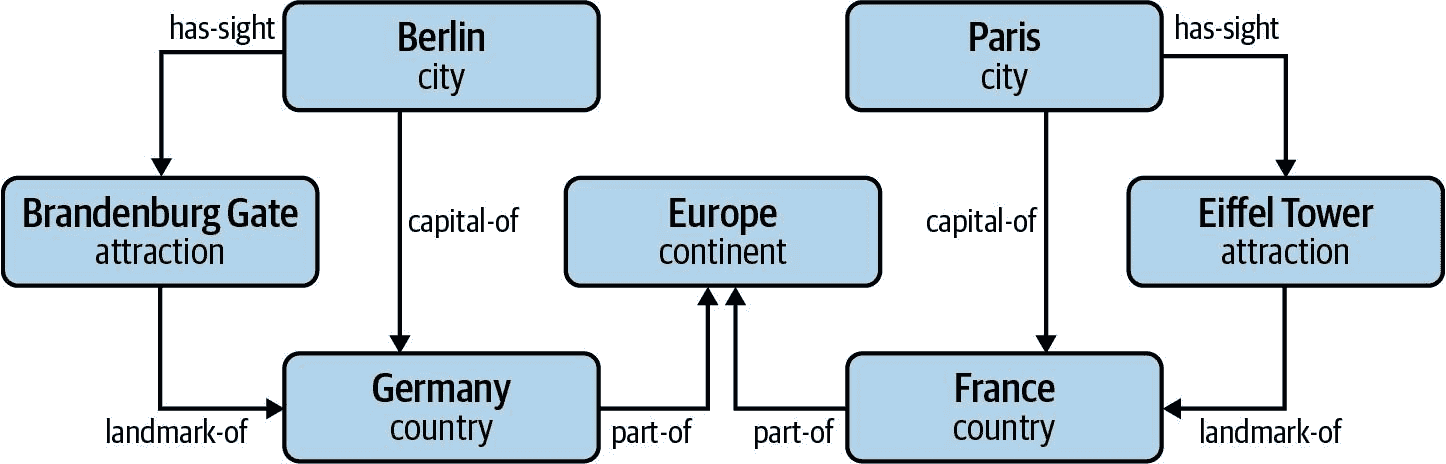 has-sight
Berlin
city
Paris
city
has-sight
Brandenburg Gate
attraction
capital-of
Europe
continent
capital-of
Eiffel Tower
attraction
landmark-of
Germany
country
part-of
part-of
France
country
landmark-of